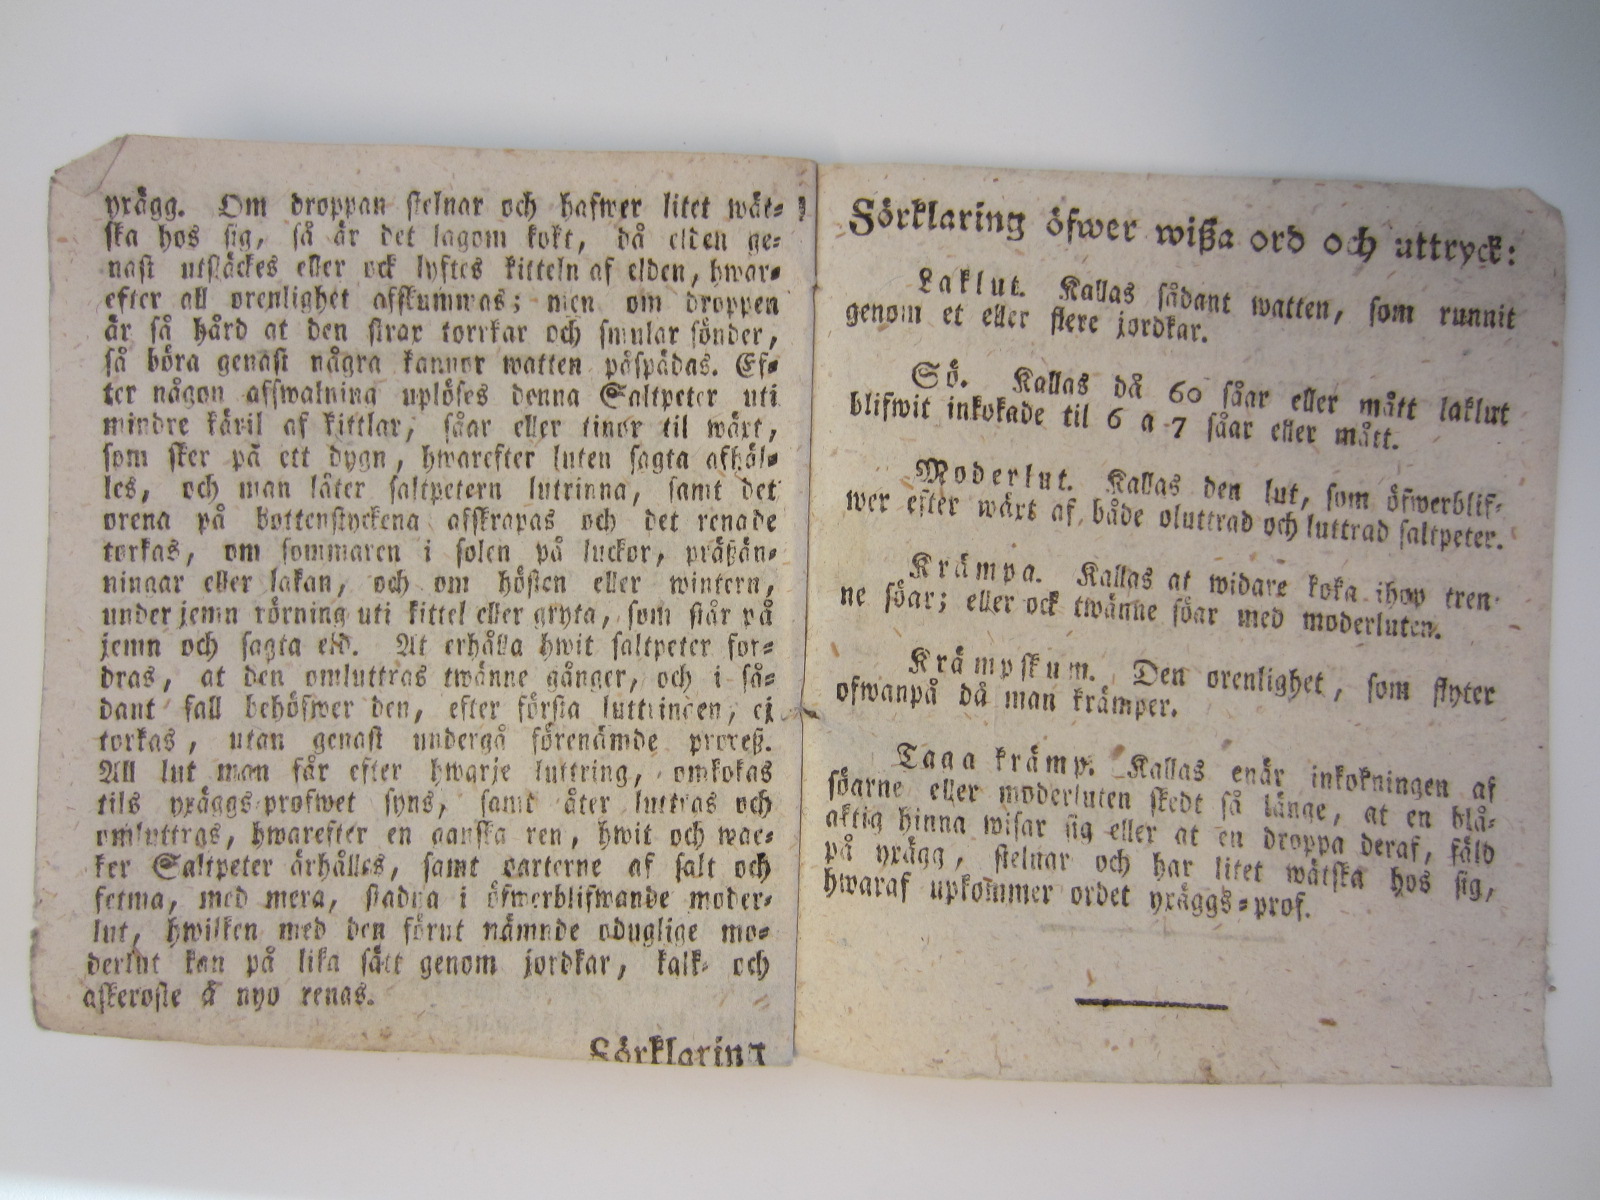 yxägg. Om droppan stelnar och hafwer litet wät-
ska hos sig, så är det lagom kokt, då elden ge-
nast utsläckes eller ock lyftes kitteln af elden, hwar-
efter all orenlighet afskummas; men om droppen
är så hård at den strax torrkar och smular sönder,
så böra genast några kannor watten påspädas. Ef-
ter någon afswalning uplöses denna Saltpeter uti
mindre käril af kittlar, såar eller tinor til wäxt,
som sker på ett dygn, hwarefter luten sagta afhäl-
les, och man låter saltpetern lutrinna, samt det
orena på bottenstyckena afskrapas och det renade
torkas, om sommaren i solen på luckor, präßän-
ningar eller lakan, och om hösten eller wintern,
under jemn rörning uti kittel eller gryta, som står på
jemn och sagta eld. At erhålla hwit saltpeter for-
dras, at den omluttras twänne gånger, och i så-
dant fall behöfwer den, efter första luttringen, ej
torkas, utan genast undergå förenämde proceß.
All lut man får efter hwarje luttring, omkokas
tils yxäggs-profwet syns, samt åter luttras och
omluttras, hwarefter en ganska ren, hwit och wac-
ker Saltpeter ärhålles, samt parterne af salt och
fetma, med mera, stadna i öfwerblifwande moder-
lut, hwilken med den förut nämnde oduglige mo-
derlut kan på lika sätt genom jordkar, kalk- och
askeroste å nyo renas.
Förklaring
Förklaring öfwer wißa ord och uttryck:
Laklut. Kallas sådant watten, som runnit
genom et eller flere jordkar.
Sö. Kallas då 60 såar eller mått laklut
blifwit inkokade til 6 a 7 såar eller mått.
Moderlut. Kallas den lut, som öfwerblif-
wer efter wäxt af både oluttrad och luttrad saltpeter.
Krämpa. Kallas at widare koka ihop tren-
ne söar; eller ock twänne söar med moderluten.
Krämpskum. Den orenlighet, som flyter
ofwanpå då man krämper.
Taga krämp. Kallas enär inkokningen af
söarne eller moderluten skedt så länge, at en blå-
aktig hinna wisar sig eller at en droppa deraf, fäld
på yxägg, stelnar och har litet wätska hos sig,
hwaraf upkommer ordet yxäggs-prof.